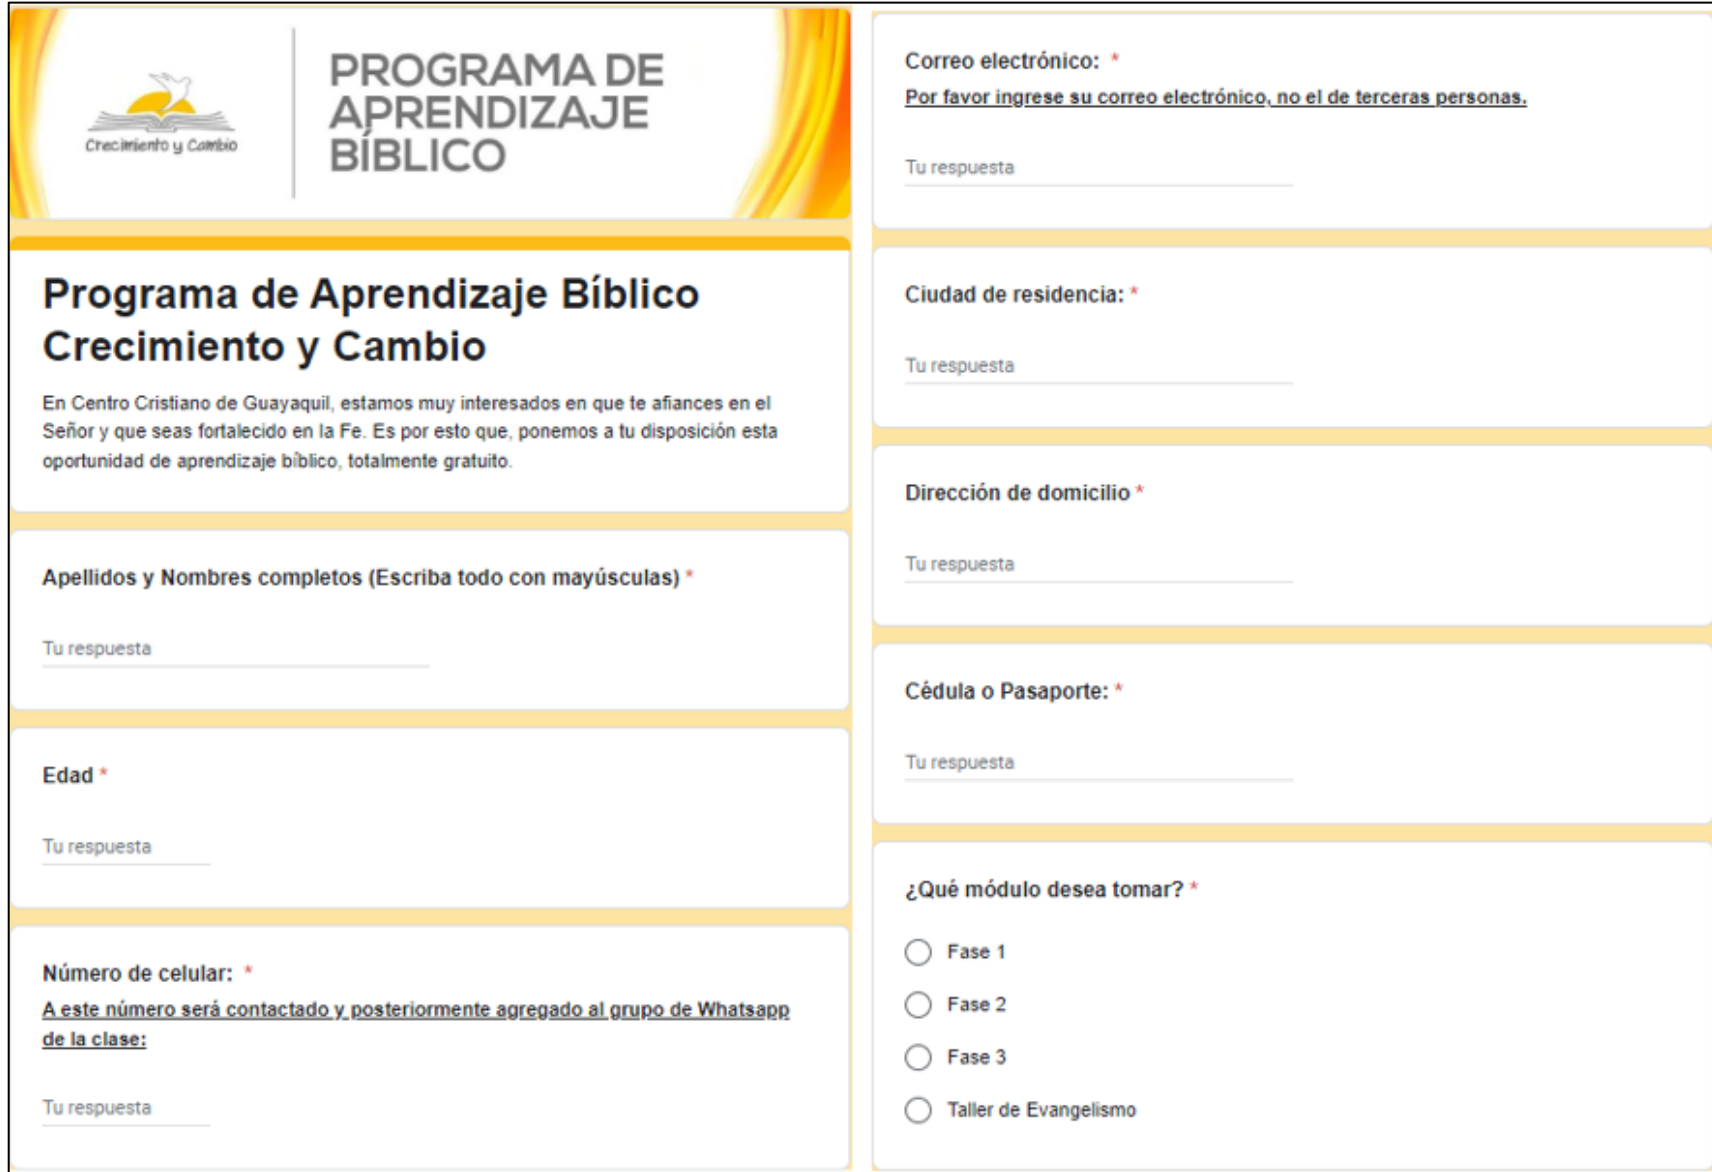 Crecimiento y Cambio
PROGRAMA DE
APRENDIZAJE
BÍBLICO
Programa de Aprendizaje Bíblico
Crecimiento y Cambio
En Centro Cristiano de Guayaquil, estamos muy interesados en que te afiances en el
Señor y que seas fortalecido en la Fe. Es por esto que, ponemos a tu disposición esta
oportunidad de aprendizaje bíblico, totalmente gratuito.
Apellidos y Nombres completos (Escriba todo con mayúsculas) *
Tu respuesta
Edad *
Tu respuesta
Número de celular: *
A este número será contactado y posteriormente agregado al grupo de Whatsapp
de la clase:
Tu respuesta
Correo electrónico: *
Por favor ingrese su correo electrónico, no el de terceras personas.
Tu respuesta
Ciudad de residencia: *
Tu respuesta
Dirección de domicilio *
Tu respuesta
Cédula o Pasaporte: *
Tu respuesta
¿Qué módulo desea tomar? *
Fase 1
Fase 2
Fase 3
Taller de Evangelismo